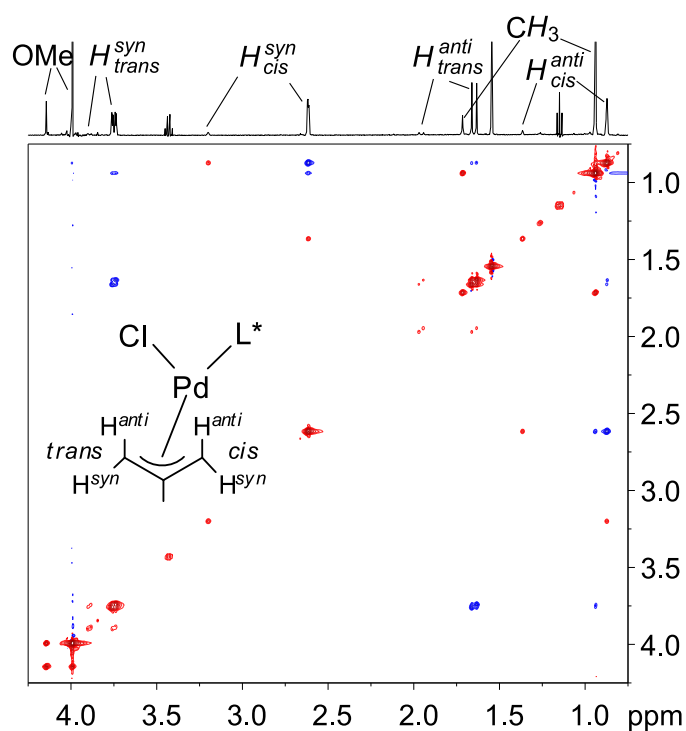 CH3
OMe H syn trans H syn cis H anti trans H anti cis
1.0
1.5
2.0
2.5
3.0
3.5
4.0
Cl L*
Pd
H anti H anti
trans cis
H syn H syn
4.0 3.5 3.0 2.5 2.0 1.5 1.0 ppm